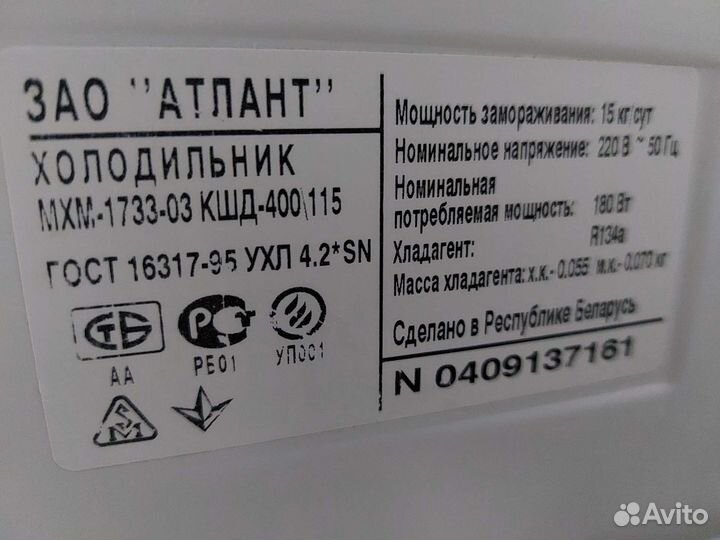 ЗАО "АТЛАНТ"
ХОЛОДИЛЬНИК
МХМ-1733-03 КШД-400\115
ГОСТ 16317-95 УХЛ 4.2*SN
АА
РБ01
УП001
Мощность замораживания: 15 кг/сут
Номинальное напряжение: 220 В ~ 50 Гц
Номинальная
потребляемая мощность: 180 Вт
Хладагент: R134a
Масса хладагента: х.к.- 0.055 м.к.- 0.070 кг
Сделано в Республике Беларусь
N 0409137161
Avito